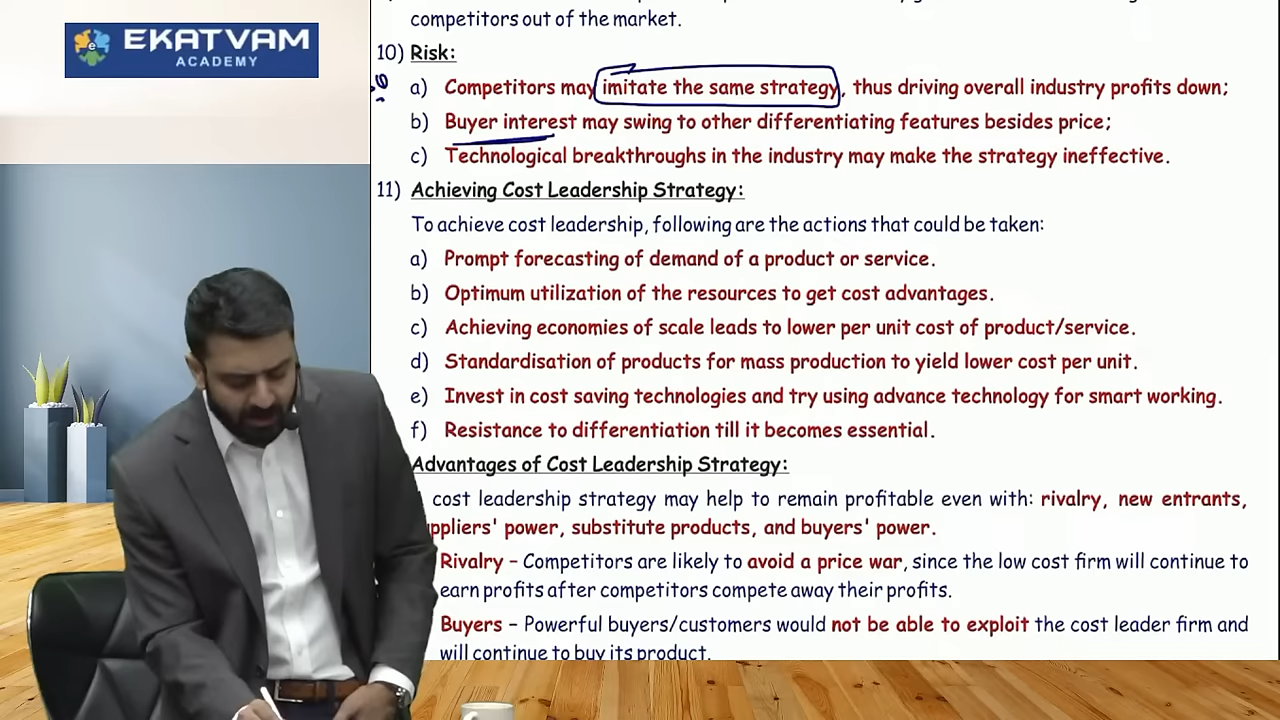 EKATVAM
ACADEMY
competitors out of the market.
10) Risk:
a) Competitors may imitate the same strategy, thus driving overall industry profits down;
b) Buyer interest may swing to other differentiating features besides price;
c) Technological breakthroughs in the industry may make the strategy ineffective.
11) Achieving Cost Leadership Strategy:
To achieve cost leadership, following are the actions that could be taken:
a) Prompt forecasting of demand of a product or service.
b) Optimum utilization of the resources to get cost advantages.
c) Achieving economies of scale leads to lower per unit cost of product/service.
d) Standardisation of products for mass production to yield lower cost per unit.
e) Invest in cost saving technologies and try using advance technology for smart working.
f) Resistance to differentiation till it becomes essential.
Advantages of Cost Leadership Strategy:
cost leadership strategy may help to remain profitable even with: rivalry, new entrants,
power, substitute products, and buyers' power.
Rivalry – Competitors are likely to avoid a price war, since the low cost firm will continue to
earn profits after competitors compete away their profits.
Buyers – Powerful buyers/customers would not be able to exploit the cost leader firm and
will continue to buy its product.